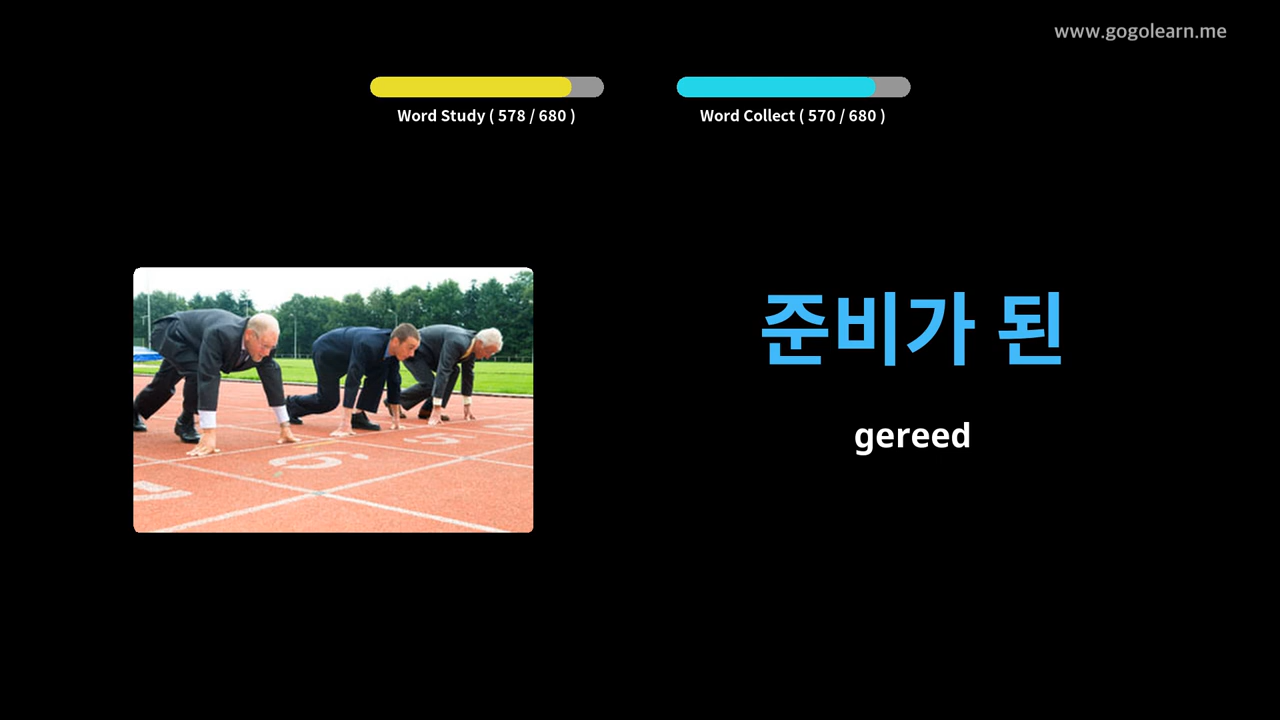 www.gogolearn.me
Word Study ( 578 / 680 )
Word Collect ( 570 / 680 )
준비가 된
gereed